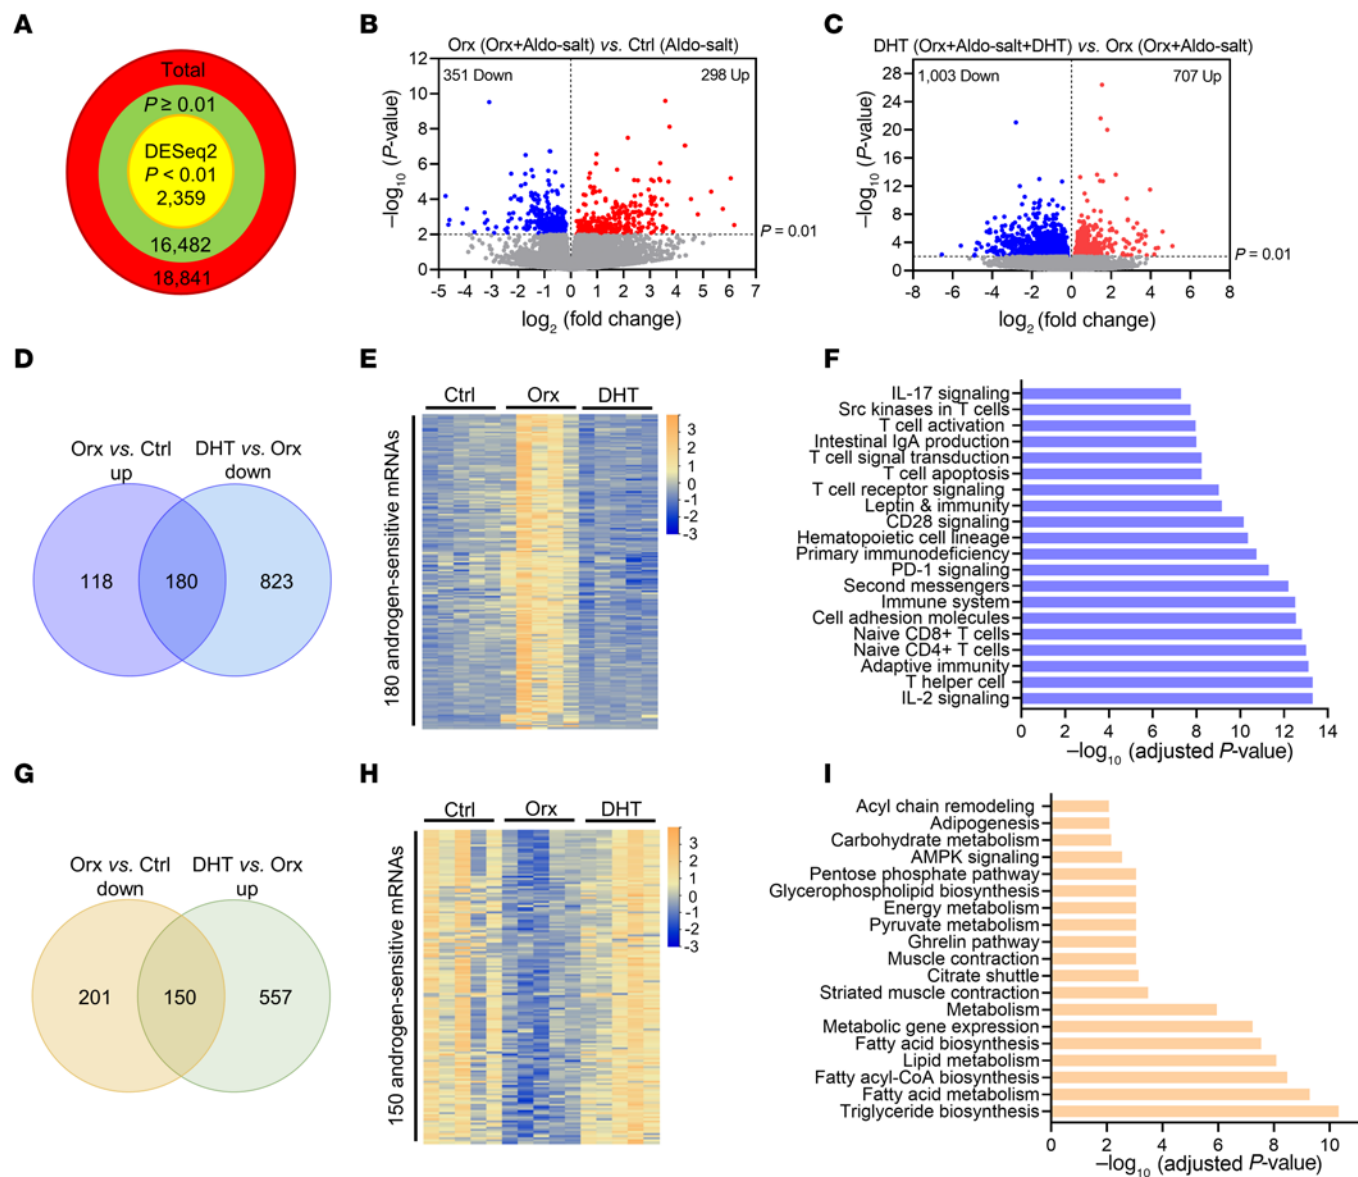 A
Total
P ≥ 0.01
DESeq2
P < 0.01
2,359
16,482
18,841
B
Orx (Orx+Aldo-salt) vs. Ctrl (Aldo-salt)
351 Down
298 Up
12
10
8
6
4
2
0
–log10 (P-value)
P = 0.01
-5 -4 -3 -2 -1 0 1 2 3 4 5 6 7
log2 (fold change)
C
DHT (Orx+Aldo-salt+DHT) vs. Orx (Orx+Aldo-salt)
1,003 Down
707 Up
28
24
20
16
12
8
4
0
–log10 (P-value)
P = 0.01
-8 -6 -4 -2 0 2 4 6 8
log2 (fold change)
D
Orx vs. Ctrl
up
DHT vs. Orx
down
118
180
823
E
Ctrl
Orx
DHT
180 androgen-sensitive mRNAs
3
2
1
0
-1
-2
-3
F
IL-17 signaling
Src kinases in T cells
T cell activation
Intestinal IgA production
T cell signal transduction
T cell apoptosis
T cell receptor signaling
Leptin & immunity
CD28 signaling
Hematopoietic cell lineage
Primary immunodeficiency
PD-1 signaling
Second messengers
Immune system
Cell adhesion molecules
Naive CD8+ T cells
Naive CD4+ T cells
Adaptive immunity
T helper cell
IL-2 signaling
0 2 4 6 8 10 12 14
–log10 (adjusted P-value)
G
Orx vs. Ctrl
down
DHT vs. Orx
up
201
150
557
H
Ctrl
Orx
DHT
150 androgen-sensitive mRNAs
3
2
1
0
-1
-2
-3
I
Acyl chain remodeling
Adipogenesis
Carbohydrate metabolism
AMPK signaling
Pentose phosphate pathway
Glycerophospholipid biosynthesis
Energy metabolism
Pyruvate metabolism
Ghrelin pathway
Muscle contraction
Citrate shuttle
Striated muscle contraction
Metabolism
Metabolic gene expression
Fatty acid biosynthesis
Lipid metabolism
Fatty acyl-CoA biosynthesis
Fatty acid metabolism
Triglyceride biosynthesis
0 2 4 6 8 10
–log10 (adjusted P-value)